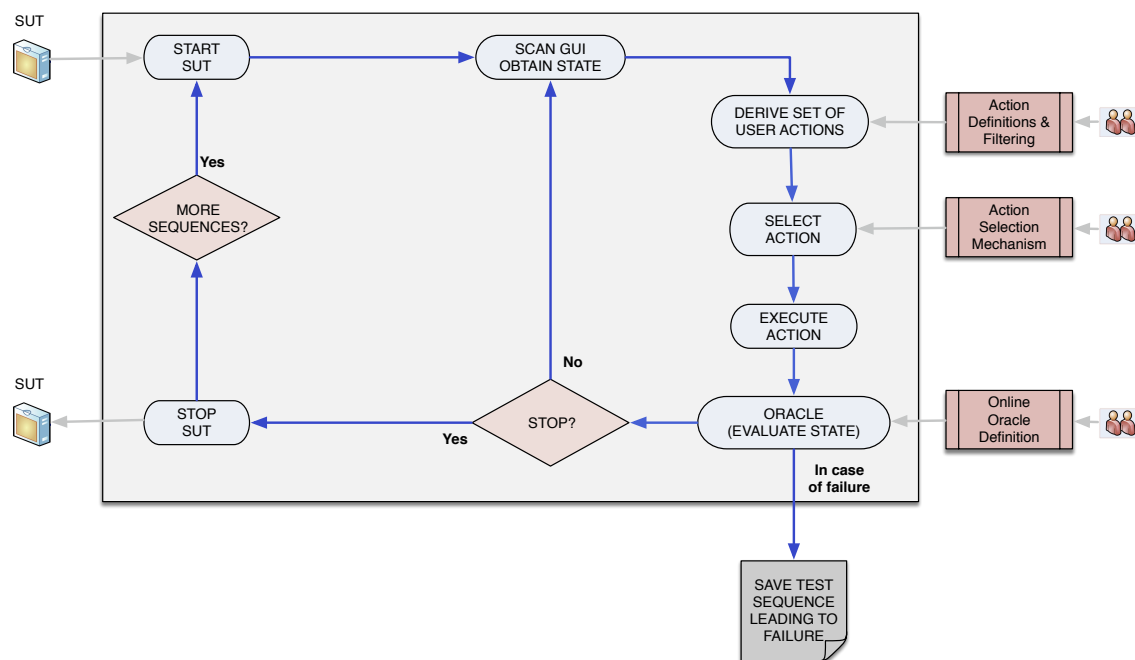 SUT
START
SUT
SCAN GUI
OBTAIN STATE
DERIVE SET OF
USER ACTIONS
Action
Definitions &
Filtering
Yes
MORE
SEQUENCES?
SELECT
ACTION
Action
Selection
Mechanism
EXECUTE
ACTION
No
SUT
STOP
SUT
Yes
STOP?
ORACLE
(EVALUATE STATE)
Online
Oracle
Definition
In case
of failure
SAVE TEST
SEQUENCE
LEADING TO
FAILURE